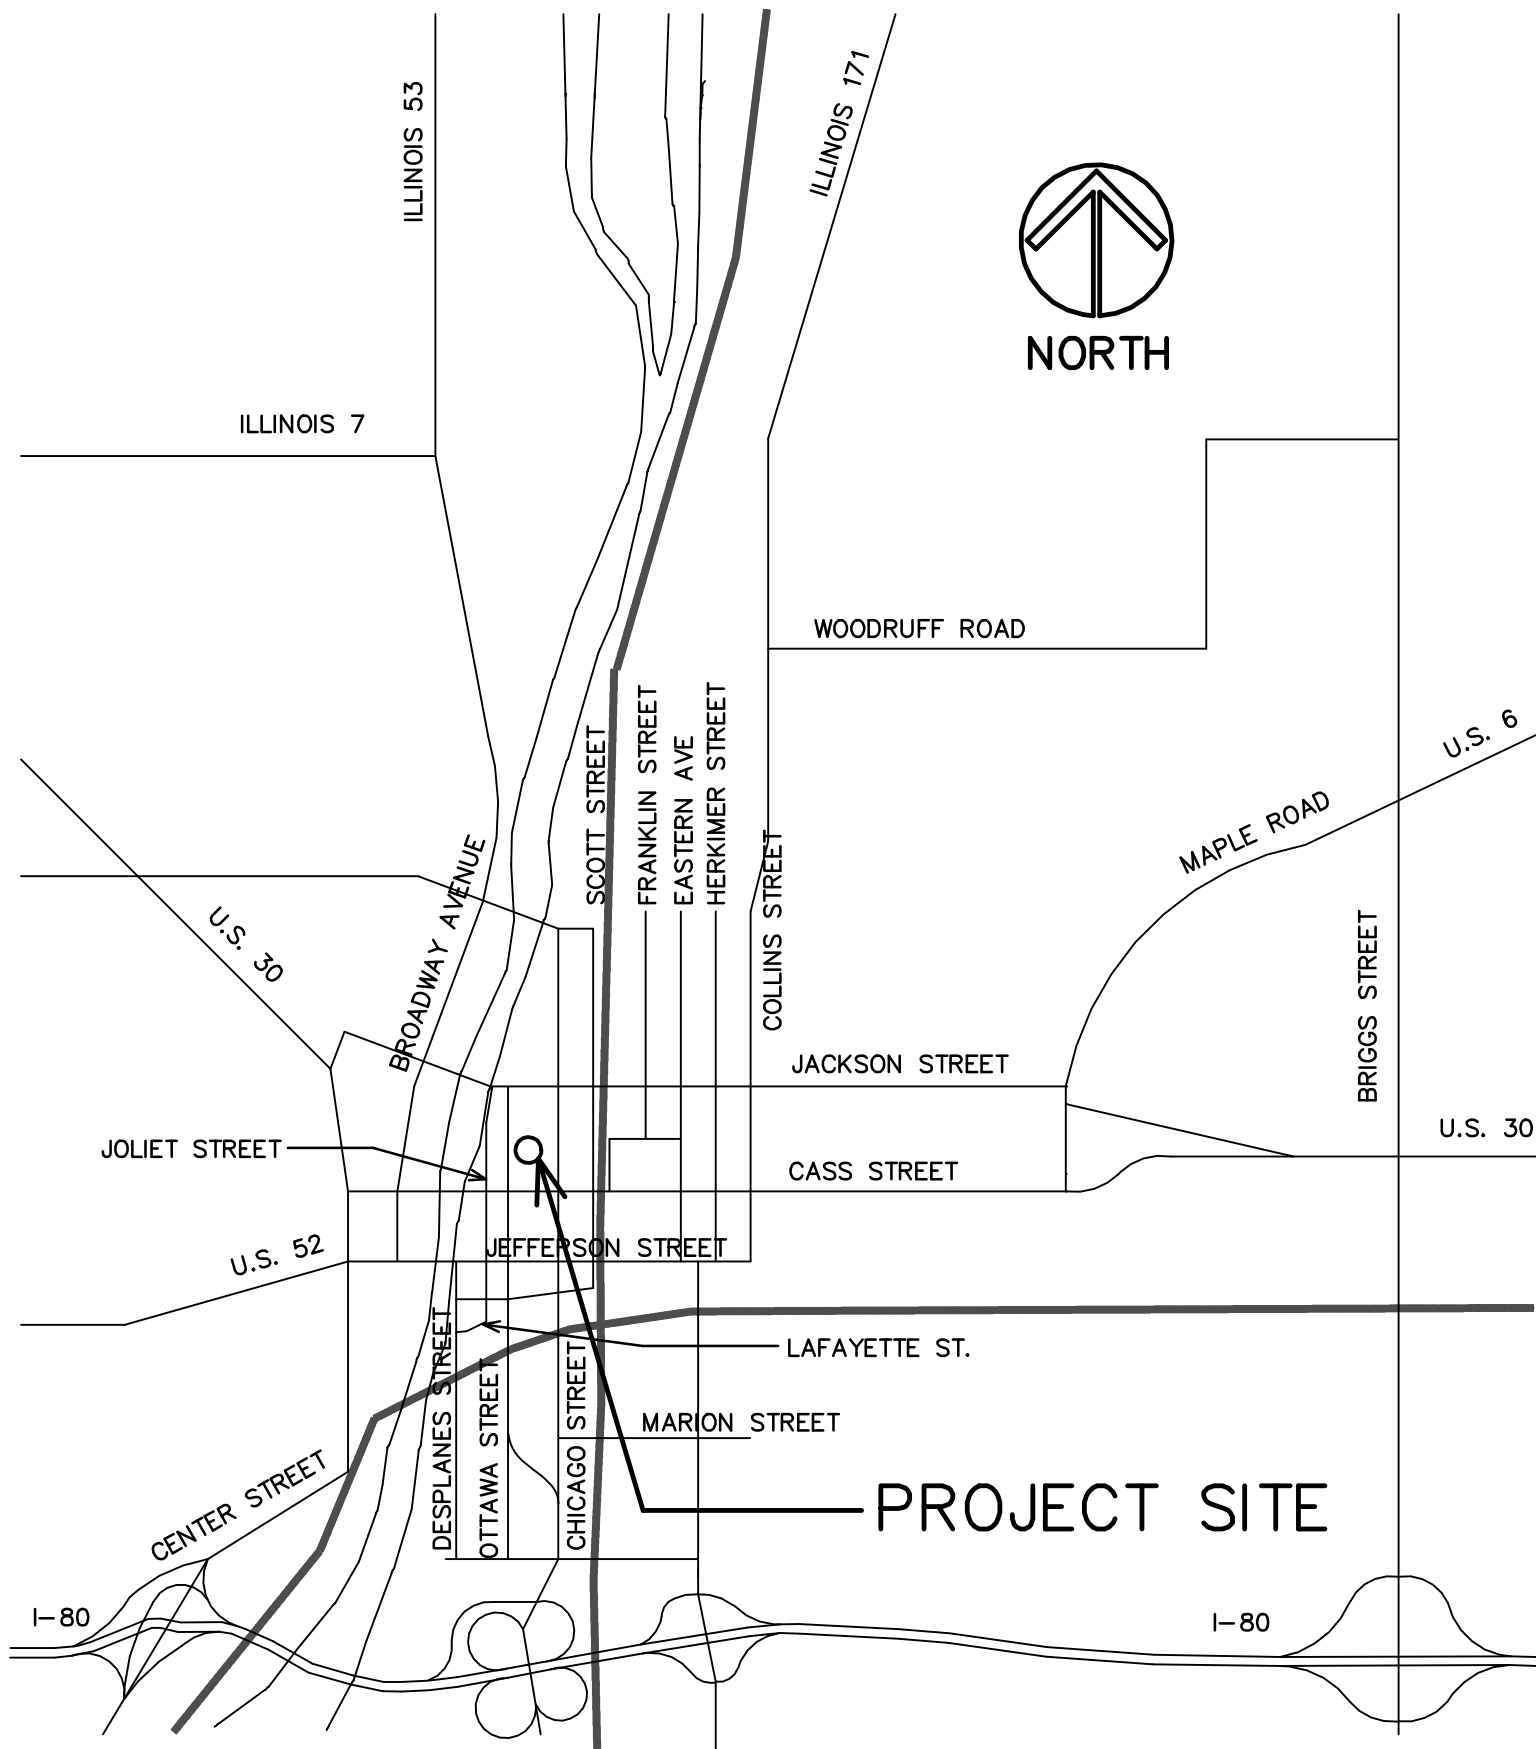 ILLINOIS 53
ILLINOIS 171
NORTH
ILLINOIS 7
WOODRUFF ROAD
SCOTT STREET
FRANKLIN STREET
EASTERN AVE
HERKIMER STREET
U.S. 6
MAPLE ROAD
BROADWAY AVENUE
COLLINS STREET
U.S. 30
BRIGGS STREET
JACKSON STREET
JOLIET STREET
U.S. 30
CASS STREET
U.S. 52
JEFFERSON STREET
LAFAYETTE ST.
DESPLANES STREET
OTTAWA STREET
CHICAGO STREET
MARION STREET
CENTER STREET
PROJECT SITE
I-80
I-80